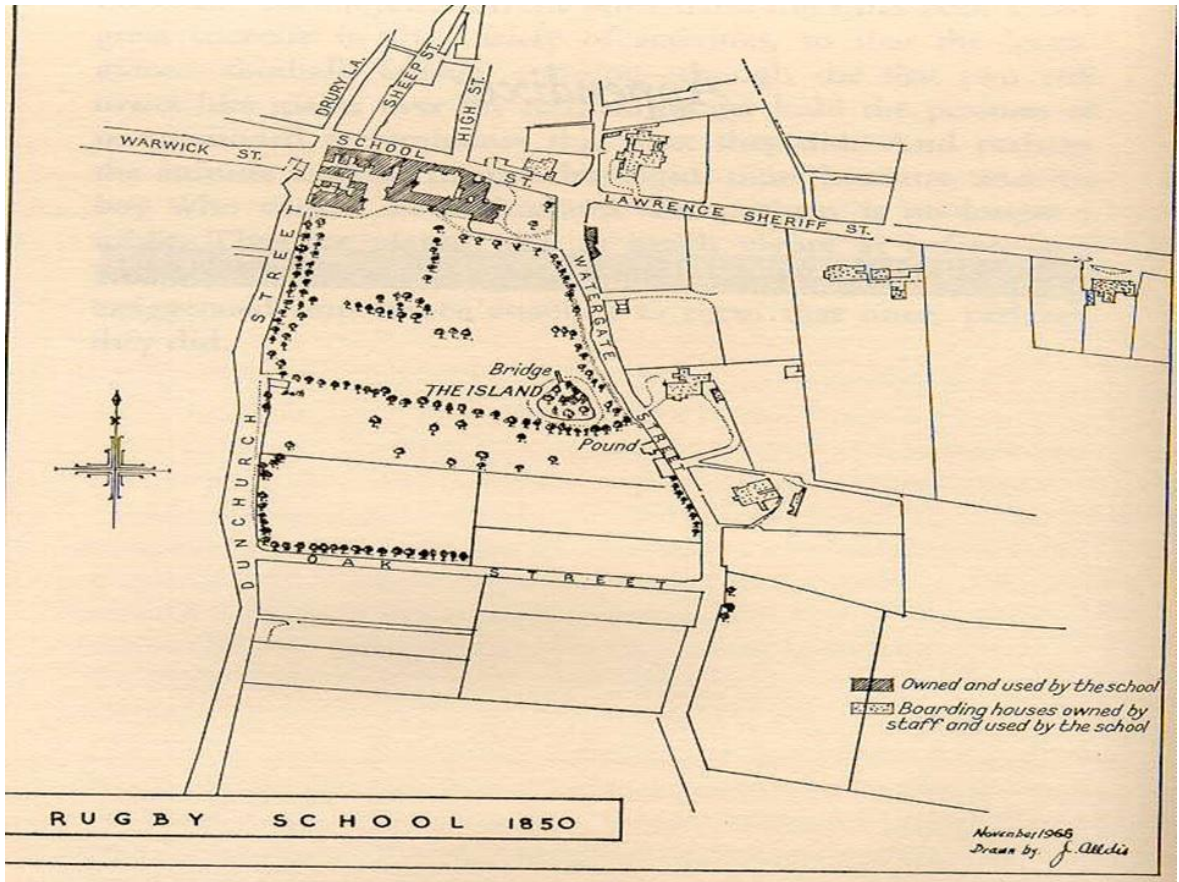 DRURY LA.
SHEEP ST.
HIGH ST.
WARWICK ST.
SCHOOL ST.
LAWRENCE SHERIFF ST.
WATERGATE STREET
DUNCHURCH STREET
Bridge
THE ISLAND
Pound
OAK STREET
Owned and used by the school
Boarding houses owned by
staff and used by the school
RUGBY SCHOOL 1850
November 1966
Drawn by J. Alldis